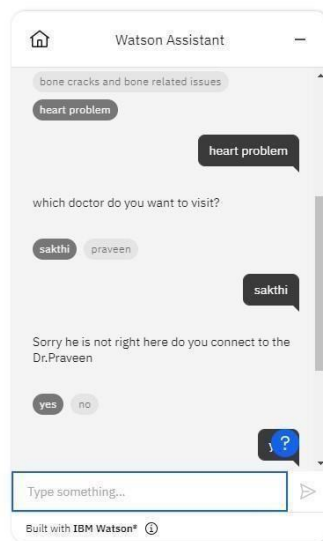 Watson Assistant
bone cracks and bone related issues
heart problem
heart problem
which doctor do you want to visit?
sakthi praveen
sakthi
Sorry he is not right here do you connect to the
Dr.Praveen
yes no
?
Type something...
Built with IBM Watson®